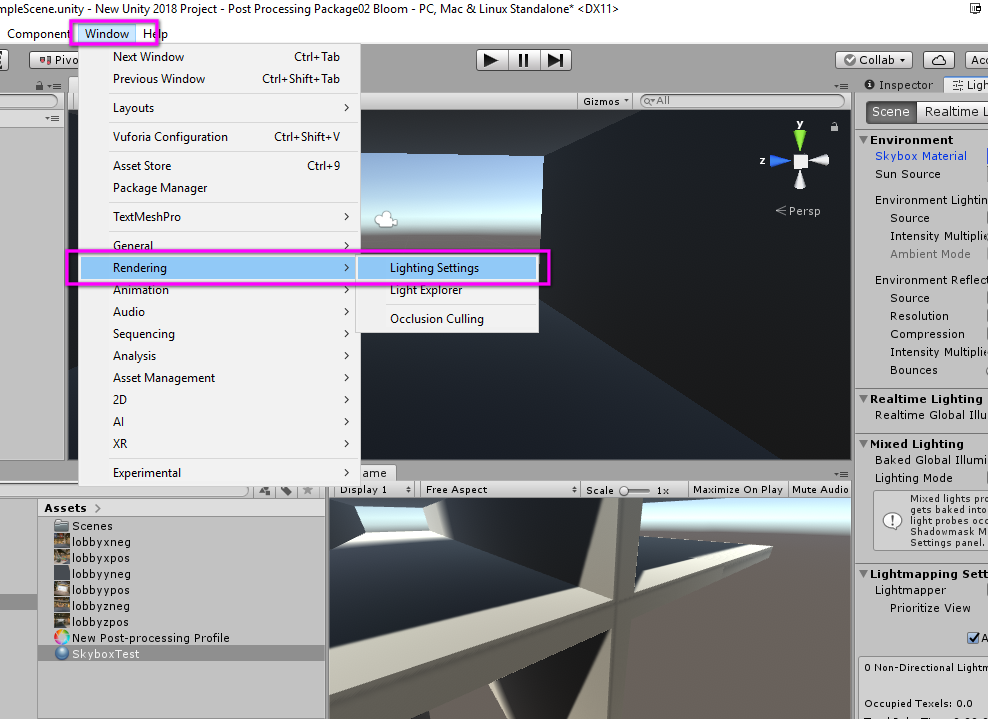 mpleScene.unity - New Unity 2018 Project - Post Processing Package02 Bloom - PC, Mac & Linux Standalone* <DX11>
Component Window Help
Pivo
Collab
Acc
Next Window Ctrl+Tab
Previous Window Ctrl+Shift+Tab
Layouts
Vuforia Configuration Ctrl+Shift+V
Asset Store Ctrl+9
Package Manager
TextMeshPro
General
Rendering
Animation
Audio
Sequencing
Analysis
Asset Management
2D
AI
XR
Experimental
Lighting Settings
Light Explorer
Occlusion Culling
Gizmos All
y
z
Persp
Inspector Ligh
Scene Realtime L
Environment
Skybox Material
Sun Source
Environment Lightin
Source
Intensity Multiplie
Ambient Mode
Environment Reflect
Source
Resolution
Compression
Intensity Multiplie
Bounces
Realtime Lighting
Realtime Global Illu
Mixed Lighting
Baked Global Illumi
Lighting Mode
Mixed lights pro
gets baked into
light probes occ
Shadowmask M
Settings panel.
Lightmapping Sett
Lightmapper
Prioritize View
A
0 Non-Directional Lightm
Occupied Texels: 0.0
ame
Display 1 Free Aspect Scale 1x Maximize On Play Mute Audio
Assets
Scenes
lobbyxneg
lobbyxpos
lobbyyneg
lobbyypos
lobbyzneg
lobbyzpos
New Post-processing Profile
SkyboxTest